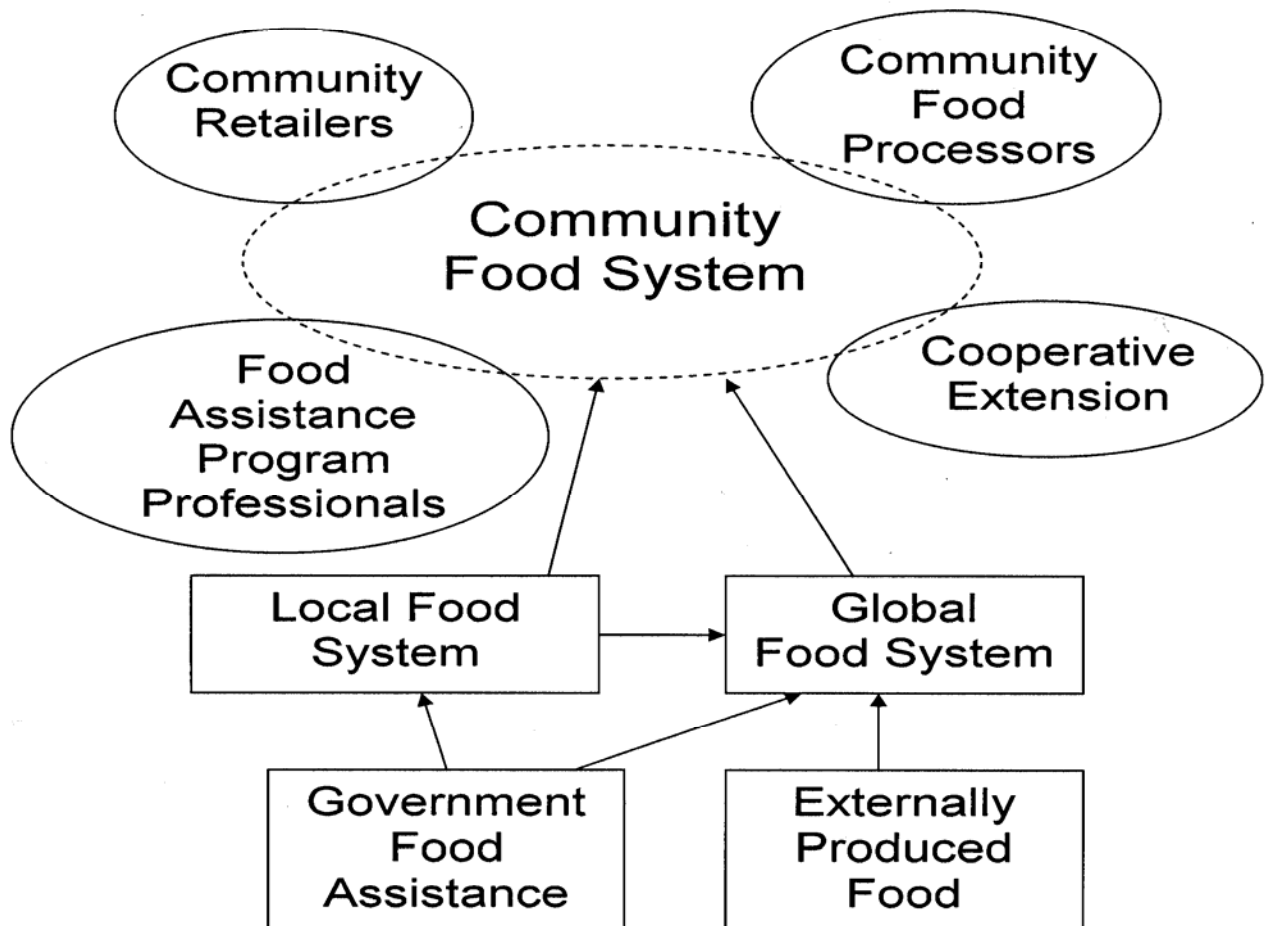 Community
Retailers
Community
Food
Processors
Community
Food System
Food
Assistance
Program
Professionals
Cooperative
Extension
Local Food
System
Global
Food System
Government
Food
Assistance
Externally
Produced
Food